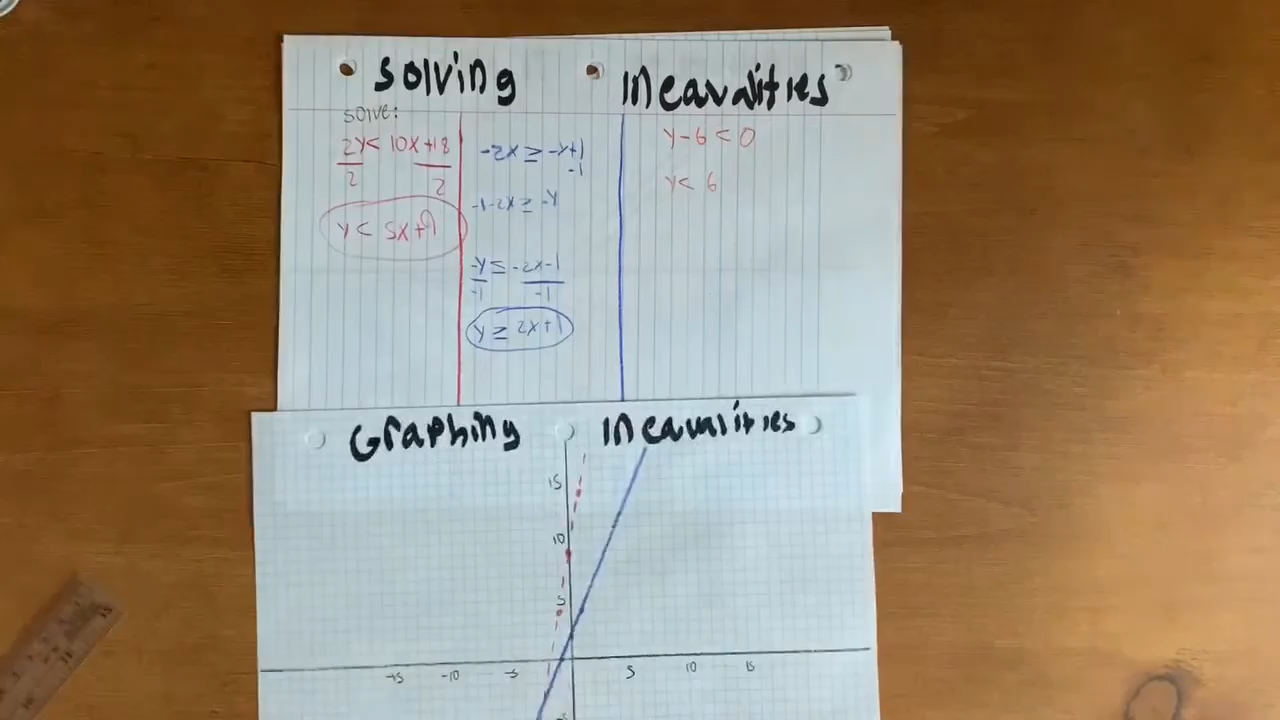 Solving Inequalities
solve:
2y < 10x+18
2 2
y < 5x+9
-2x ≥ -y+1
-1
-2x-1 ≥ -y
-y ≤ -2x-1
-1 -1
y ≥ 2x+1
y-6 < 0
y < 6
Graphing Inequalities
15
10
5
-15 -10 -5 5 10 15